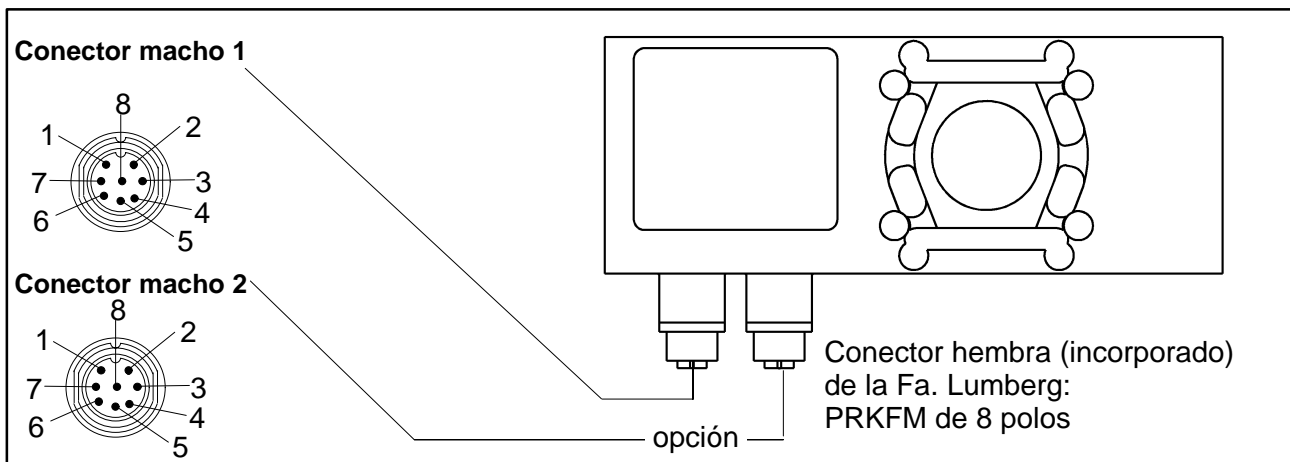 Conector macho 1
8
1
2
7
3
6
4
5
Conector macho 2
8
1
2
7
3
6
4
5
Conector hembra (incorporado)
de la Fa. Lumberg:
PRKFM de 8 polos
opción